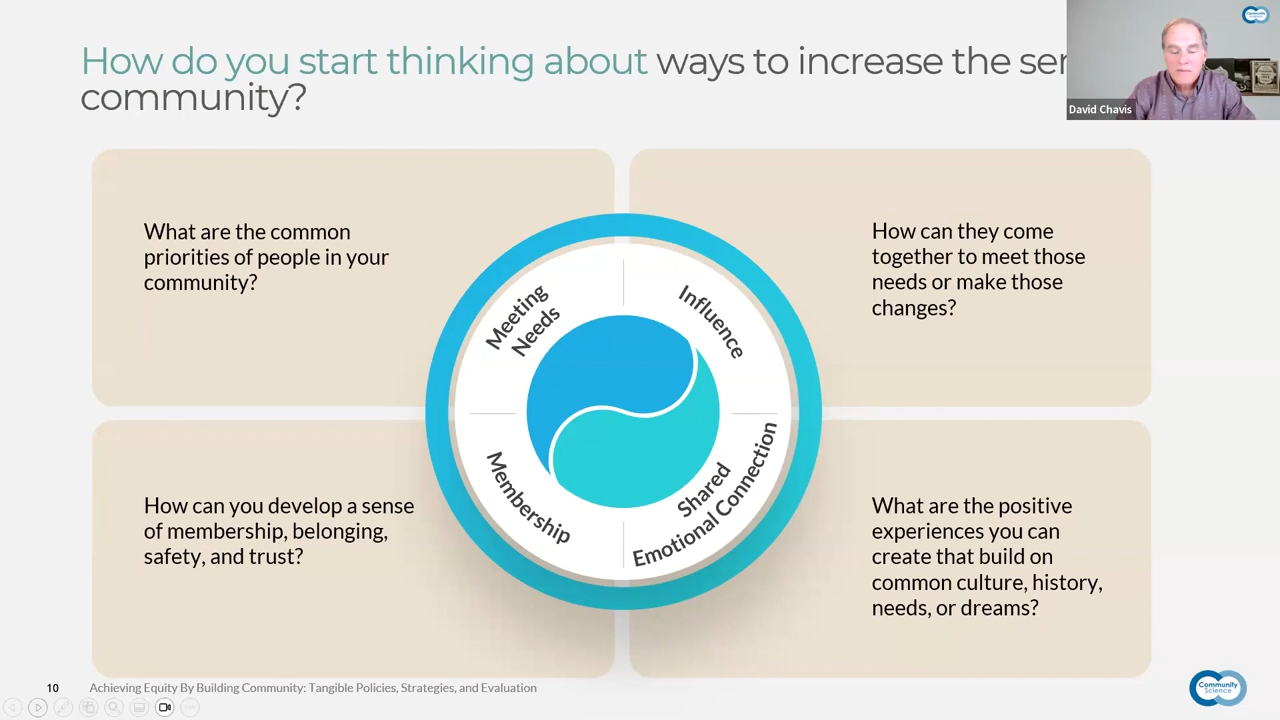 How do you start thinking about ways to increase the ser
community?
Community
Science
David Chavis
What are the common
priorities of people in your
community?
How can they come
together to meet those
needs or make those
changes?
Meeting
Needs
Influence
Membership
Shared
Emotional Connection
How can you develop a sense
of membership, belonging,
safety, and trust?
What are the positive
experiences you can
create that build on
common culture, history,
needs, or dreams?
10 Achieving Equity By Building Community: Tangible Policies, Strategies, and Evaluation
Community
Science